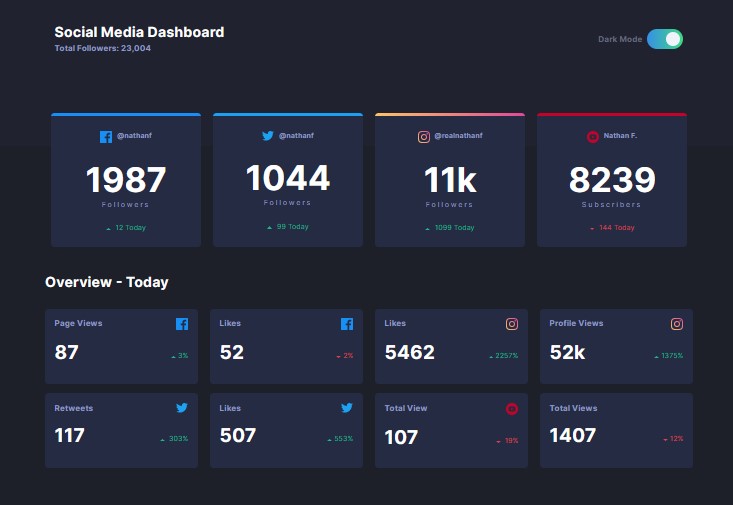 Social Media Dashboard
Total Followers: 23,004
Dark Mode
@nathanf
1987
Followers
12 Today
@nathanf
1044
Followers
99 Today
@realnathanf
11k
Followers
1099 Today
Nathan F.
8239
Subscribers
144 Today
Overview - Today
Page Views
87
3%
Likes
52
2%
Likes
5462
2257%
Profile Views
52k
1375%
Retweets
117
303%
Likes
507
553%
Total View
107
19%
Total Views
1407
12%